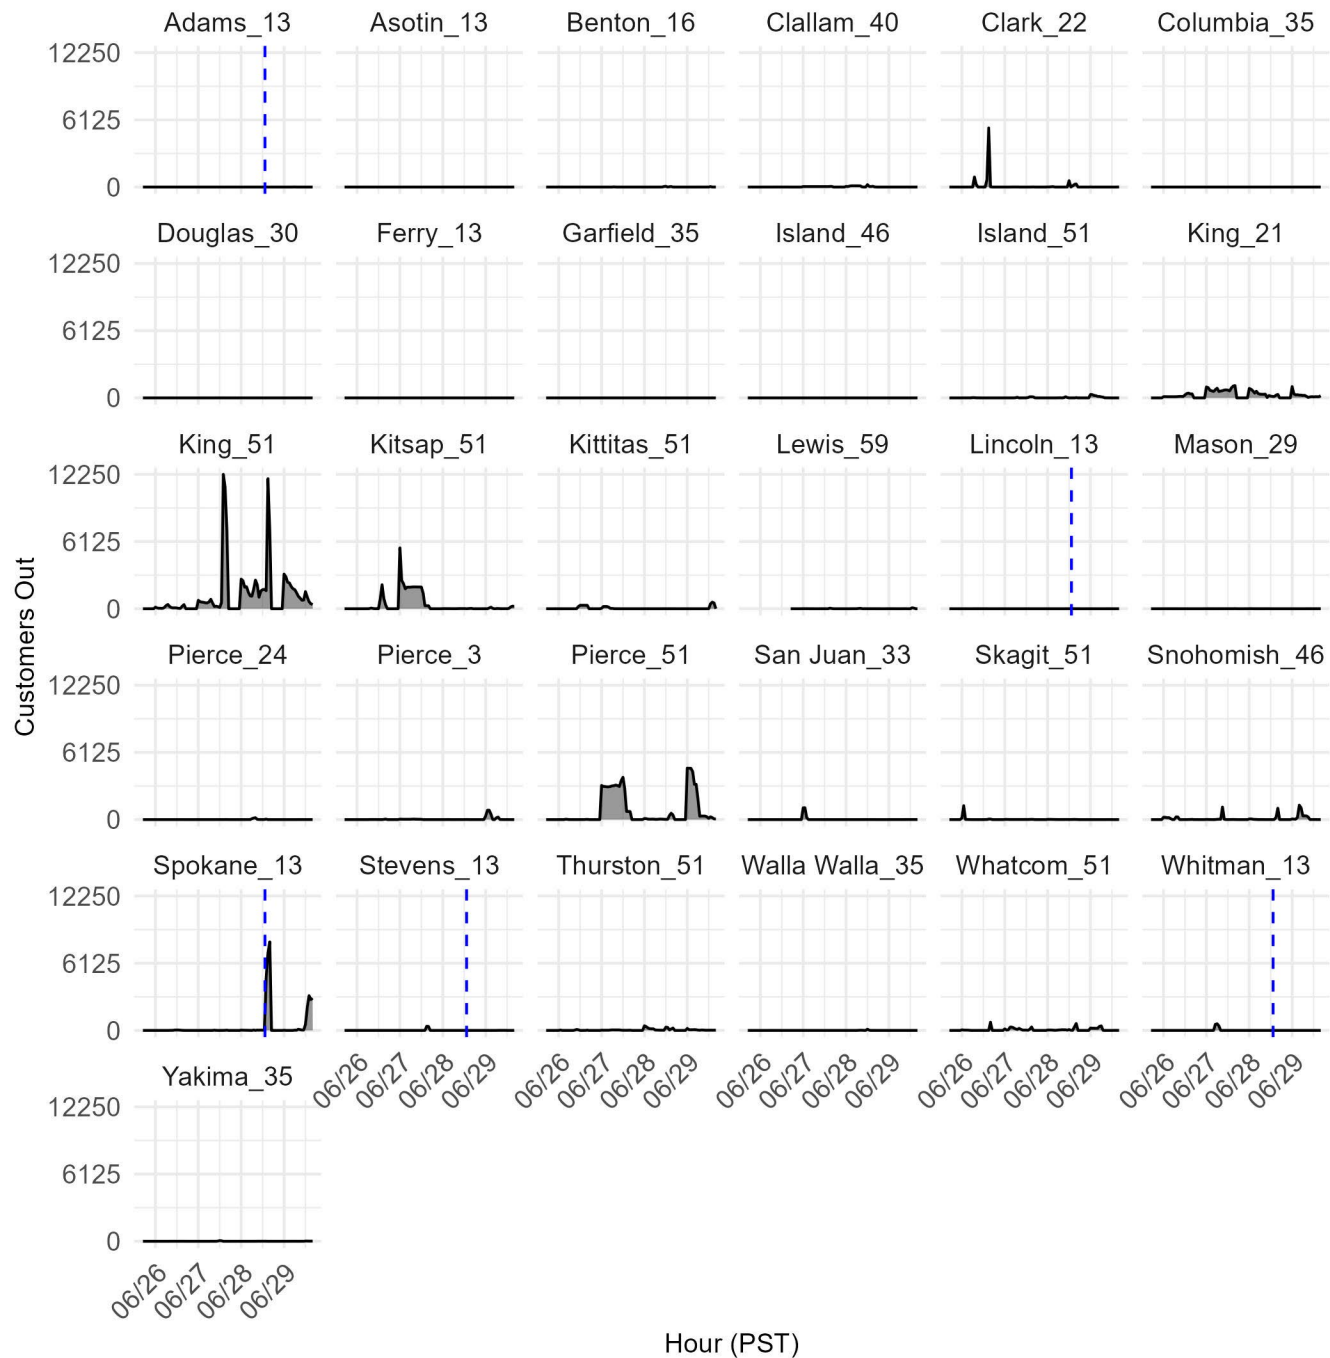 Adams_13 Asotin_13 Benton_16 Clallam_40 Clark_22 Columbia_35
12250
6125
0
Douglas_30 Ferry_13 Garfield_35 Island_46 Island_51 King_21
12250
6125
0
King_51 Kitsap_51 Kittitas_51 Lewis_59 Lincoln_13 Mason_29
12250
6125
0
Customers Out
Pierce_24 Pierce_3 Pierce_51 San Juan_33 Skagit_51 Snohomish_46
12250
6125
0
Spokane_13 Stevens_13 Thurston_51 Walla Walla_35 Whatcom_51 Whitman_13
12250
6125
0
06/26 06/27 06/28 06/29 06/26 06/27 06/28 06/29 06/26 06/27 06/28 06/29 06/26 06/27 06/28 06/29 06/26 06/27 06/28 06/29
Yakima_35
12250
6125
0
06/26 06/27 06/28 06/29
Hour (PST)